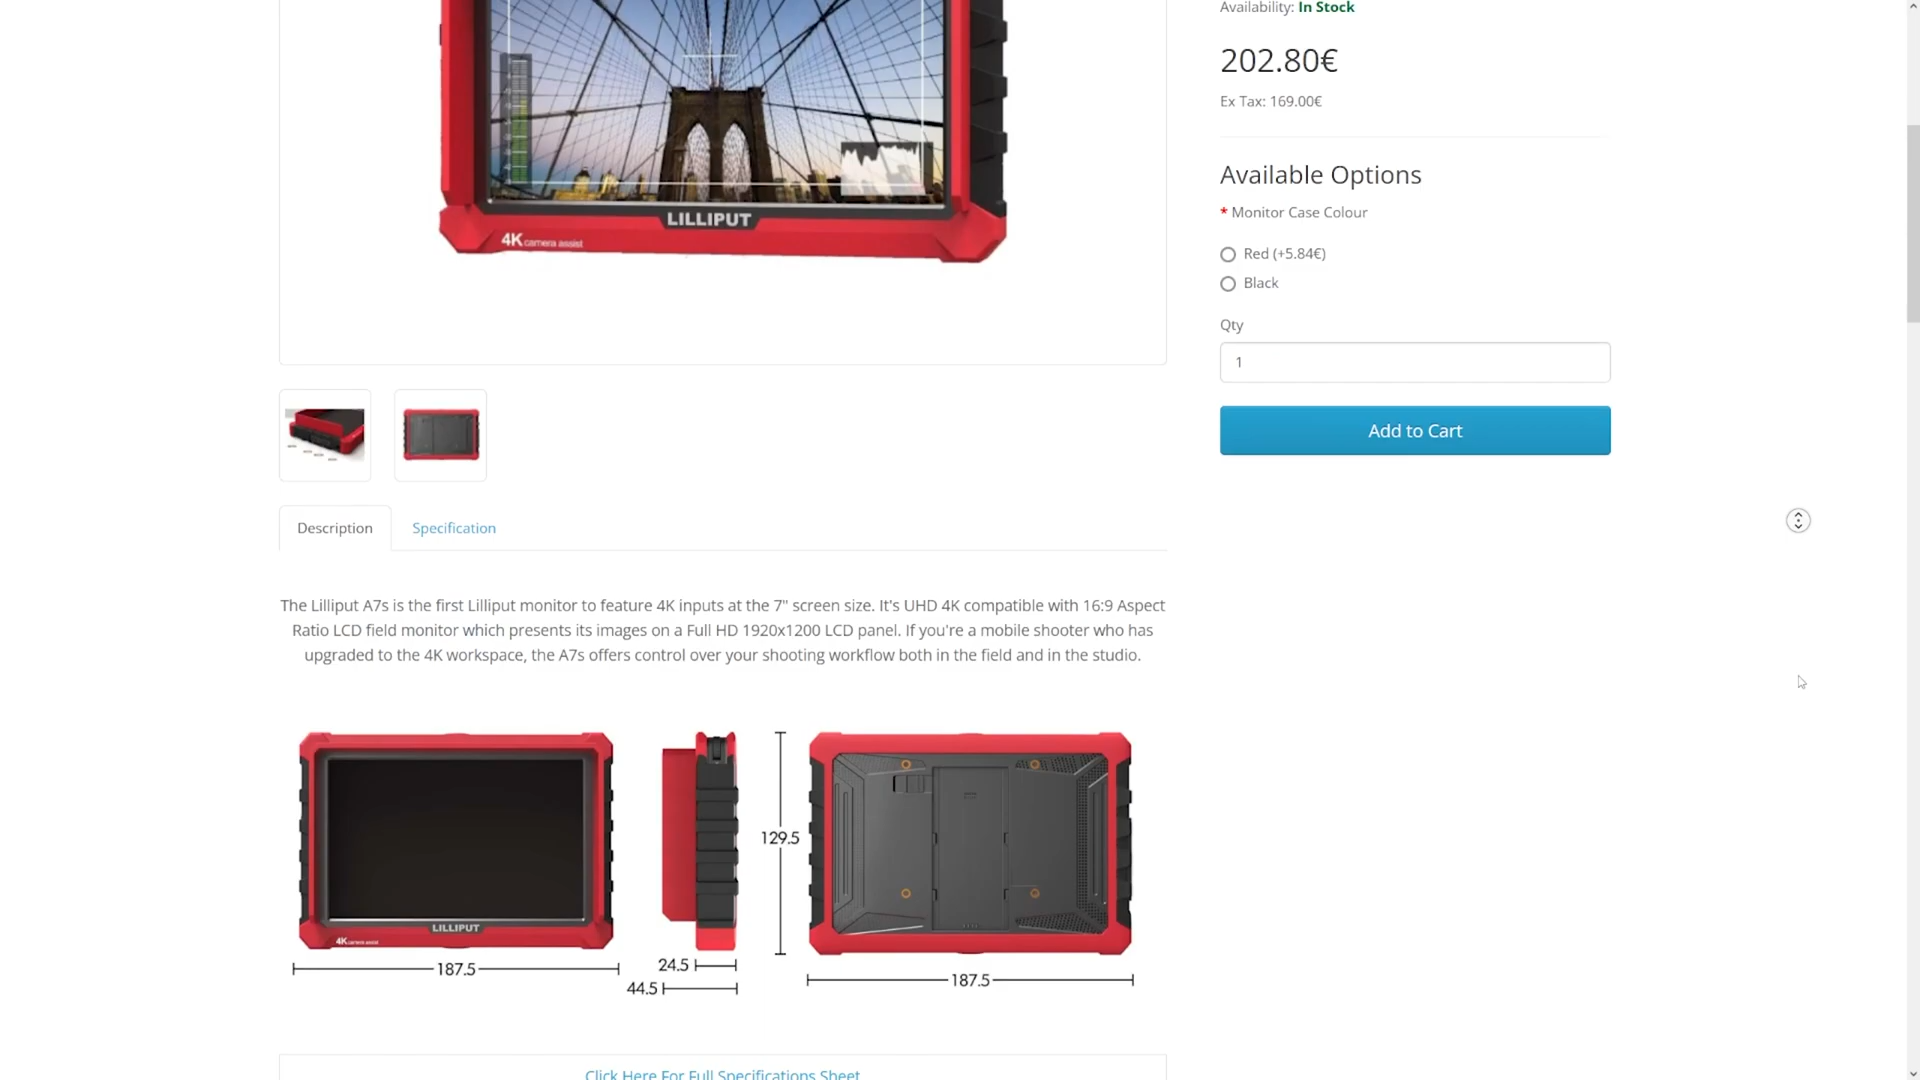 Availability: In Stock
202.80€
Ex Tax: 169.00€
Available Options
* Monitor Case Colour
Red (+5.84€)
Black
Qty
1
Add to Cart
LILLIPUT
4K camera assist
Description
Specification
The Lilliput A7s is the first Lilliput monitor to feature 4K inputs at the 7" screen size. It's UHD 4K compatible with 16:9 Aspect
Ratio LCD field monitor which presents its images on a Full HD 1920x1200 LCD panel. If you're a mobile shooter who has
upgraded to the 4K workspace, the A7s offers control over your shooting workflow both in the field and in the studio.
LILLIPUT
4K camera assist
187.5
24.5
44.5
129.5
187.5
Click Here For Full Specifications Sheet